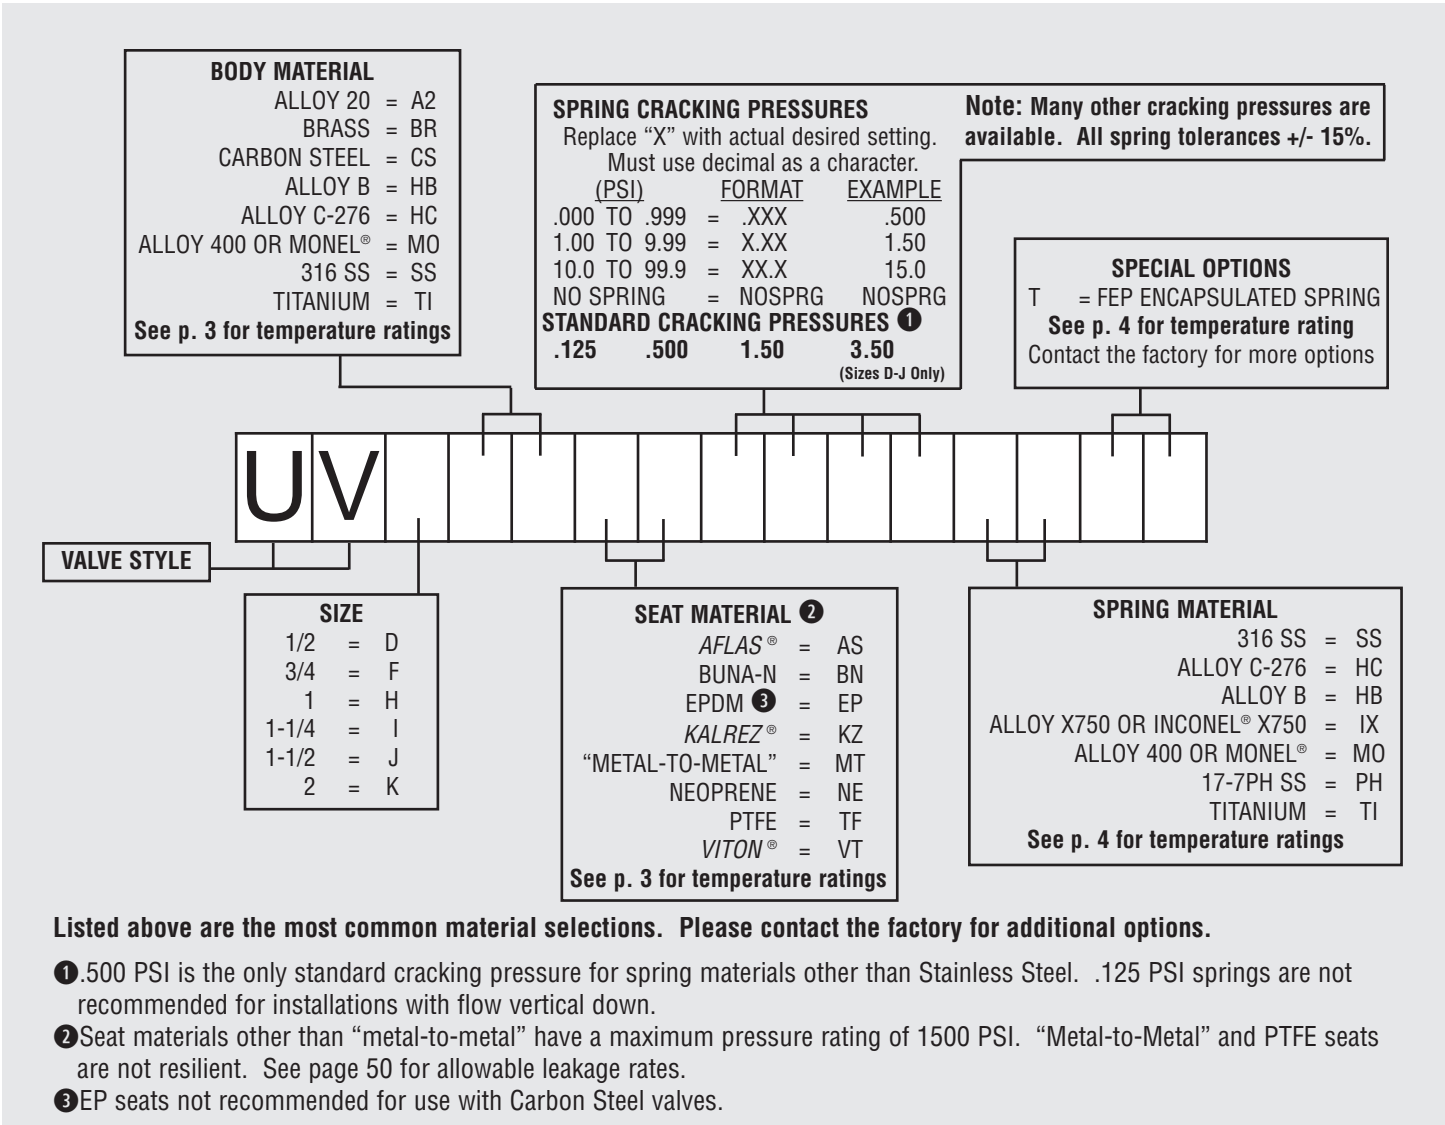 BODY MATERIAL
ALLOY 20 = A2
BRASS = BR
CARBON STEEL = CS
ALLOY B = HB
ALLOY C-276 = HC
ALLOY 400 OR MONEL® = MO
316 SS = SS
TITANIUM = TI
See p. 3 for temperature ratings
SPRING CRACKING PRESSURES
Replace “X” with actual desired setting.
Must use decimal as a character.
(PSI) FORMAT EXAMPLE
.000 TO .999 = .XXX .500
1.00 TO 9.99 = X.XX 1.50
10.0 TO 99.9 = XX.X 15.0
NO SPRING = NOSPRG NOSPRG
STANDARD CRACKING PRESSURES ❶
.125 .500 1.50 3.50
(Sizes D-J Only)
Note: Many other cracking pressures are
available. All spring tolerances +/- 15%.
SPECIAL OPTIONS
T = FEP ENCAPSULATED SPRING
See p. 4 for temperature rating
Contact the factory for more options
UV
VALVE STYLE
SIZE
1/2 = D
3/4 = F
1 = H
1-1/4 = I
1-1/2 = J
2 = K
SEAT MATERIAL ❷
AFLAS® = AS
BUNA-N = BN
EPDM ❸ = EP
KALREZ® = KZ
“METAL-TO-METAL” = MT
NEOPRENE = NE
PTFE = TF
VITON® = VT
See p. 3 for temperature ratings
SPRING MATERIAL
316 SS = SS
ALLOY C-276 = HC
ALLOY B = HB
ALLOY X750 OR INCONEL® X750 = IX
ALLOY 400 OR MONEL® = MO
17-7PH SS = PH
TITANIUM = TI
See p. 4 for temperature ratings
Listed above are the most common material selections. Please contact the factory for additional options.
❶.500 PSI is the only standard cracking pressure for spring materials other than Stainless Steel. .125 PSI springs are not
recommended for installations with flow vertical down.
❷Seat materials other than “metal-to-metal” have a maximum pressure rating of 1500 PSI. “Metal-to-Metal” and PTFE seats
are not resilient. See page 50 for allowable leakage rates.
❸EP seats not recommended for use with Carbon Steel valves.